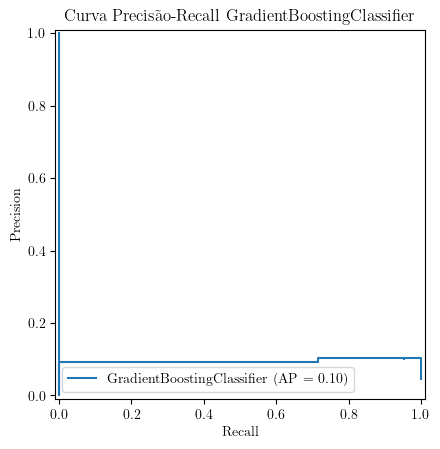 Curva Precisão-Recall GradientBoostingClassifier
1.0
0.8
0.6
0.4
0.2
0.0
Precision
GradientBoostingClassifier (AP = 0.10)
0.0 0.2 0.4 0.6 0.8 1.0
Recall